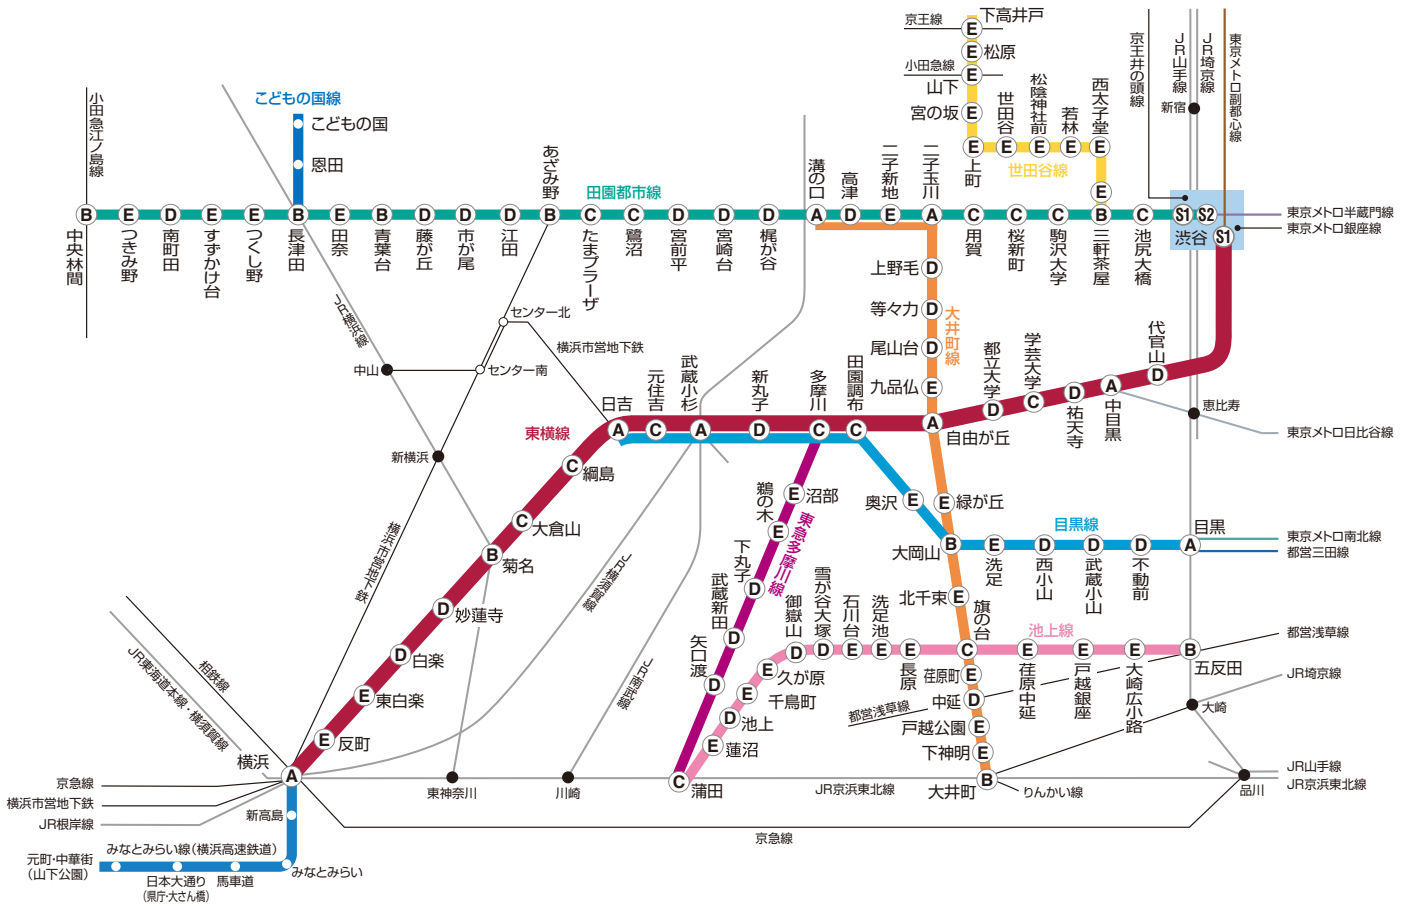 京王線
下高井戸
E
E
松原
小田急線
E
山下
E
宮の坂
E
上町
E
世田谷
E
松陰神社前
E
若林
E
西太子堂
E
世田谷線
京王井の頭線
JR山手線
JR埼京線
東京メトロ副都心線
新宿
こどもの国線
こどもの国
恩田
小田急江ノ島線
田園都市線
B
中央林間
E
つきみ野
D
南町田
E
すずかけ台
E
つくし野
B
長津田
E
田奈
B
青葉台
D
藤が丘
D
市が尾
D
江田
B
あざみ野
C
たまプラーザ
C
鷺沼
D
宮前平
D
宮崎台
D
梶が谷
A
溝の口
D
高津
E
二子新地
A
二子玉川
C
用賀
C
桜新町
C
駒沢大学
B
三軒茶屋
C
池尻大橋
S1
S2
渋谷
S1
東京メトロ半蔵門線
東京メトロ銀座線
D
上野毛
D
等々力
D
尾山台
E
九品仏
大井町線
JR横浜線
センター北
横浜市営地下鉄
中山
センター南
新横浜
横浜市営地下鉄
東横線
A
日吉
C
元住吉
A
武蔵小杉
D
新丸子
C
多摩川
C
田園調布
A
自由が丘
D
都立大学
C
学芸大学
D
祐天寺
A
中目黒
D
代官山
恵比寿
東京メトロ日比谷線
C
綱島
C
大倉山
B
菊名
D
妙蓮寺
D
白楽
E
東白楽
E
反町
A
横浜
E
沼部
E
鵜の木
D
下丸子
D
武蔵新田
D
矢口渡
C
蒲田
東急多摩川線
E
奥沢
E
緑が丘
B
大岡山
目黒線
E
洗足
D
西小山
D
武蔵小山
D
不動前
A
目黒
東京メトロ南北線
都営三田線
E
北千束
C
旗の台
E
荏原町
D
中延
E
戸越公園
E
下神明
B
大井町
池上線
E
蓮沼
D
池上
E
千鳥町
E
久が原
D
御嶽山
D
雪が谷大塚
E
石川台
E
洗足池
E
長原
E
荏原中延
E
戸越銀座
E
大崎広小路
B
五反田
都営浅草線
都営浅草線
JR埼京線
大崎
JR山手線
JR京浜東北線
品川
りんかい線
JR京浜東北線
京急線
JR横須賀線
JR南武線
東神奈川
川崎
相鉄線
JR東海道本線・横須賀線
京急線
横浜市営地下鉄
JR根岸線
新高島
みなとみらい線(横浜高速鉄道)
みなとみらい
元町・中華街
(山下公園)
日本大通り
(県庁・大さん橋)
馬車道